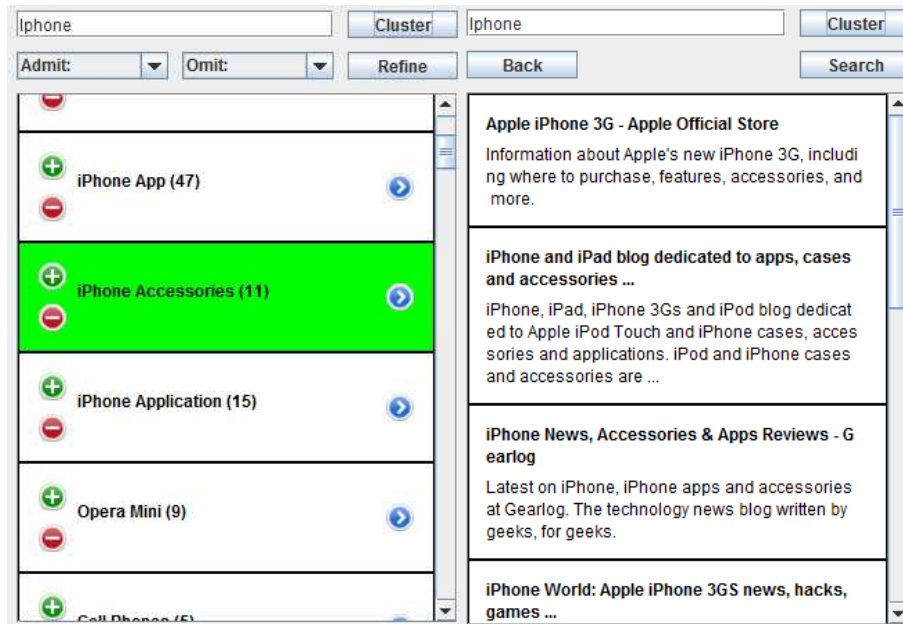 Iphone
Cluster
Admit:
Omit:
Refine
iPhone App (47)
iPhone Accessories (11)
iPhone Application (15)
Opera Mini (9)
Cell Phones (5)
Iphone
Cluster
Back
Search
Apple iPhone 3G - Apple Official Store
Information about Apple's new iPhone 3G, includi
ng where to purchase, features, accessories, and
more.
iPhone and iPad blog dedicated to apps, cases
and accessories ...
iPhone, iPad, iPhone 3Gs and iPod blog dedicat
ed to Apple iPod Touch and iPhone cases, acces
sories and applications. iPod and iPhone cases
and accessories are ...
iPhone News, Accessories & Apps Reviews - G
earlog
Latest on iPhone, iPhone apps and accessories
at Gearlog. The technology news blog written by
geeks, for geeks.
iPhone World: Apple iPhone 3GS news, hacks,
games ...